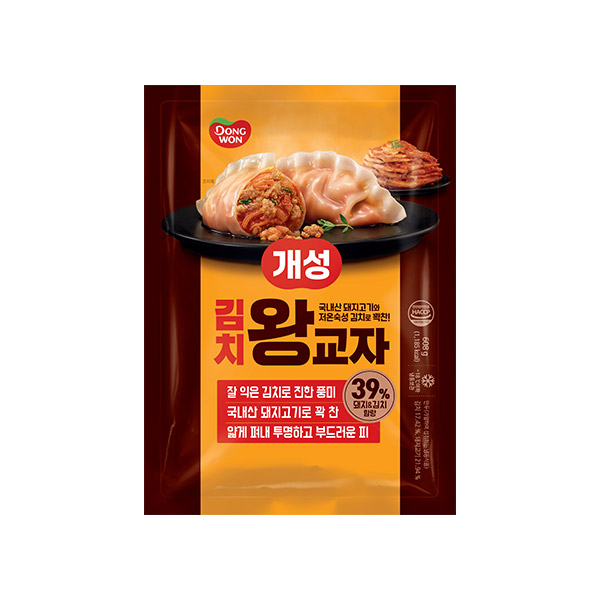 DONG
WON
개성
국내산 돼지고기와
저온숙성 김치로 꽉찬!
김치
왕교자
잘 익은 김치로 진한 풍미
국내산 돼지고기로 꽉 찬
얇게 펴내 투명하고 부드러운 피
39%
돼지&김치
함량
HACCP
608 g
(1,185 kcal)